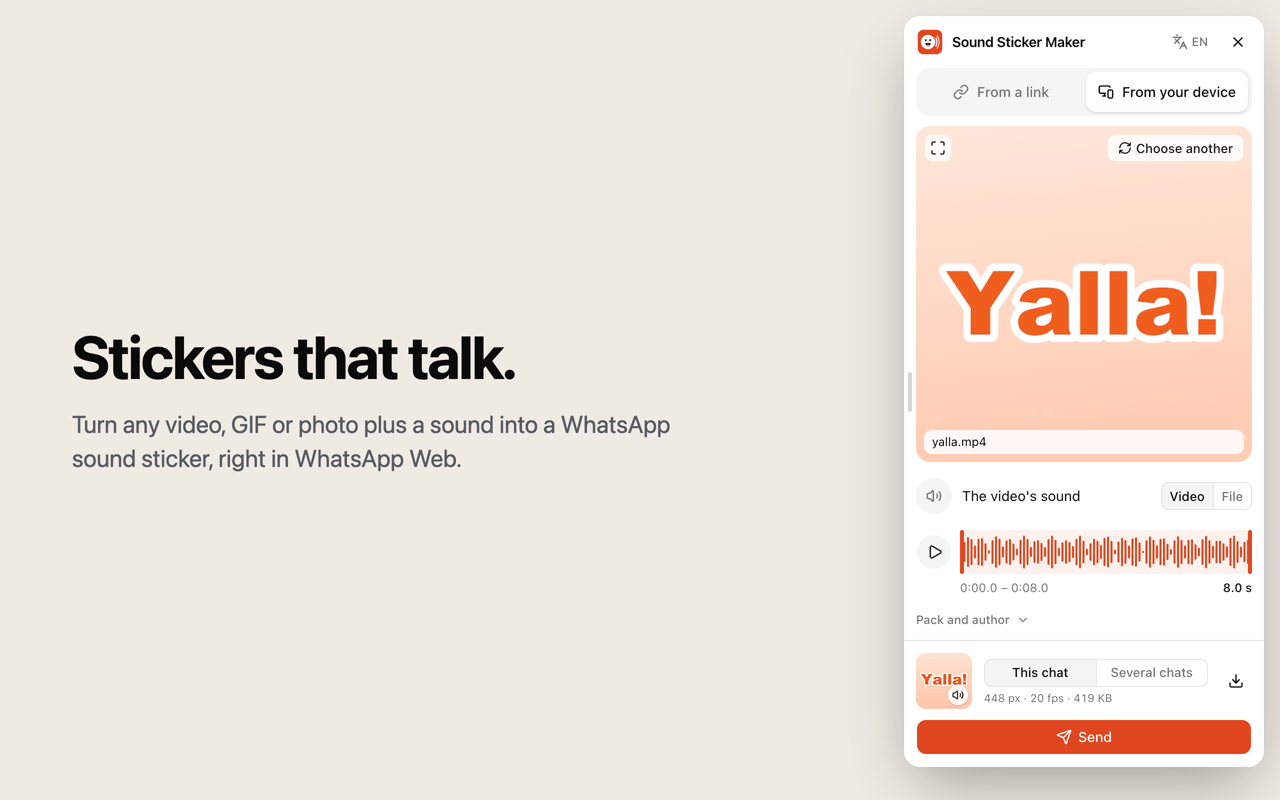 Stickers that talk.
Turn any video, GIF or photo plus a sound into a WhatsApp
sound sticker, right in WhatsApp Web.
Sound Sticker Maker
EN
From a link
From your device
Choose another
Yalla!
yalla.mp4
The video's sound
Video
File
0:00.0 – 0:08.0
8.0 s
Pack and author
Yalla!
This chat
Several chats
448 px · 20 fps · 419 KB
Send